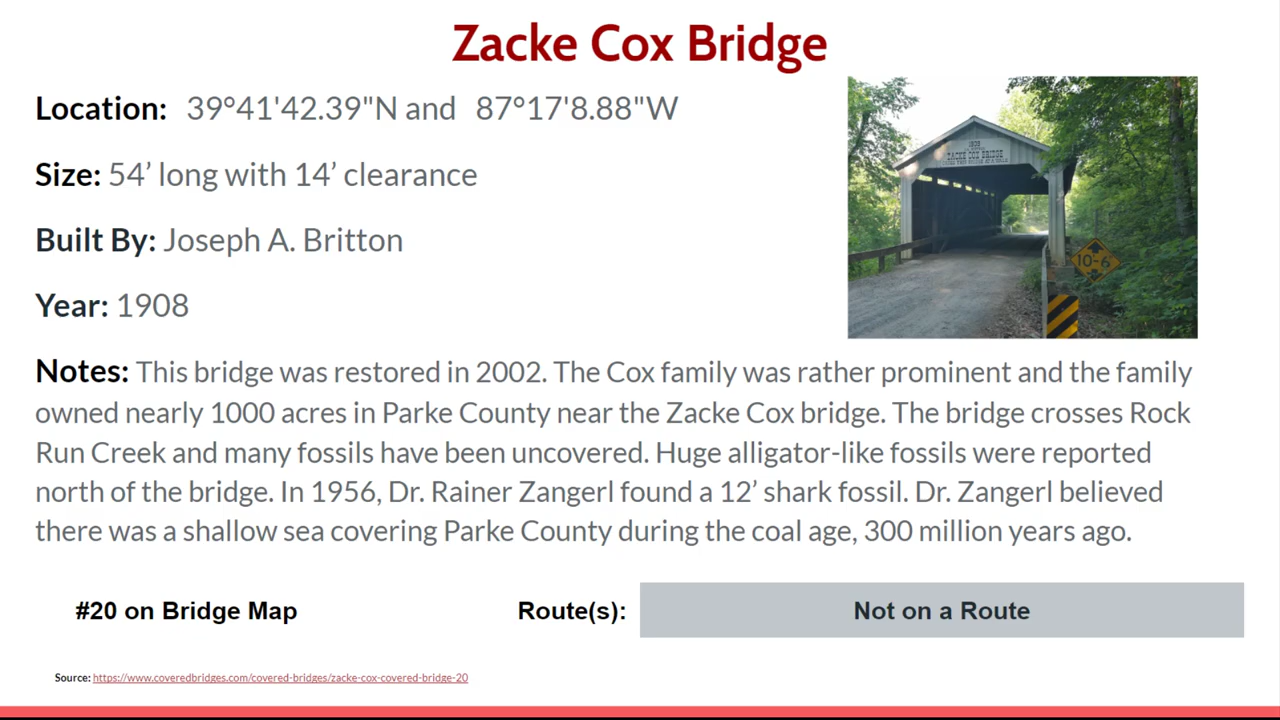 Zacke Cox Bridge
Location: 39°41'42.39"N and 87°17'8.88"W
Size: 54’ long with 14’ clearance
Built By: Joseph A. Britton
Year: 1908
ZACKE COX BRIDGE
10-6
Notes: This bridge was restored in 2002. The Cox family was rather prominent and the family
owned nearly 1000 acres in Parke County near the Zacke Cox bridge. The bridge crosses Rock
Run Creek and many fossils have been uncovered. Huge alligator-like fossils were reported
north of the bridge. In 1956, Dr. Rainer Zangerl found a 12’ shark fossil. Dr. Zangerl believed
there was a shallow sea covering Parke County during the coal age, 300 million years ago.
#20 on Bridge Map
Route(s):
Not on a Route
Source: https://www.coveredbridges.com/covered-bridges/zacke-cox-covered-bridge-20